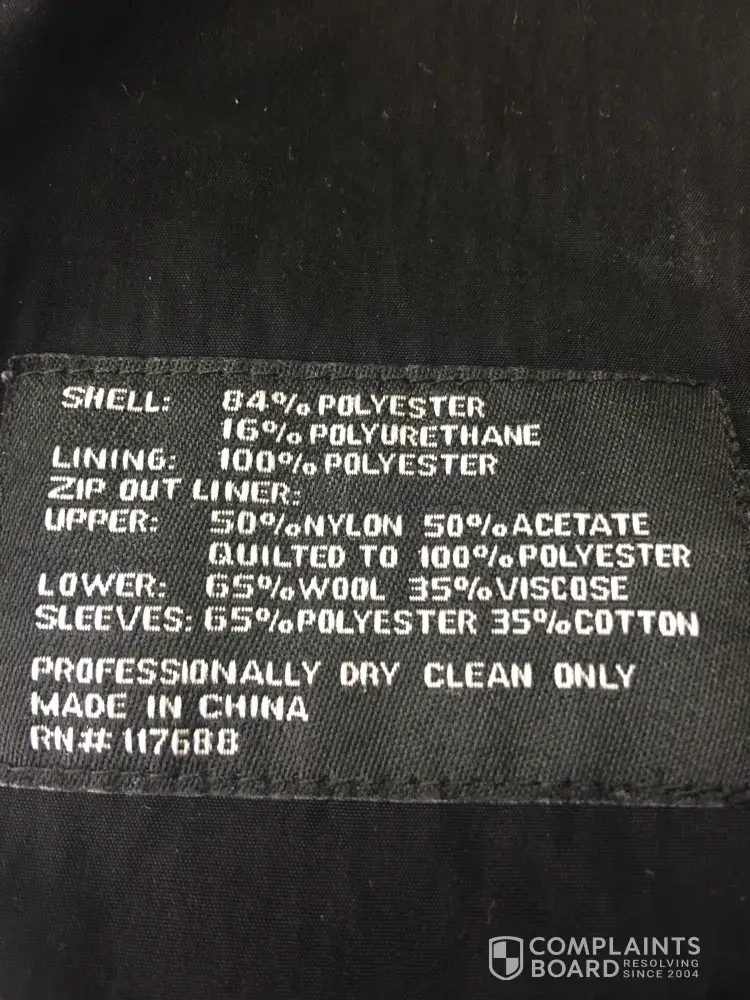 SHELL: 84% POLYESTER
16% POLYURETHANE
LINING: 100% POLYESTER
ZIP OUT LINER:
UPPER: 50% NYLON 50% ACETATE
QUILTED TO 100% POLYESTER
LOWER: 65% WOOL 35% VISCOSE
SLEEVES: 65% POLYESTER 35% COTTON
PROFESSIONALLY DRY CLEAN ONLY
MADE IN CHINA
RN# 117688
COMPLAINTS
BOARD RESOLVING
SINCE 2004